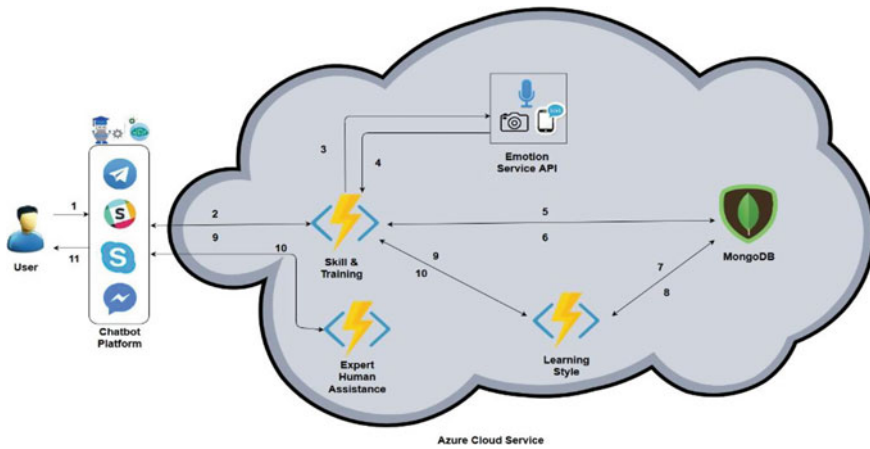 Emotion
Service API
3
4
1
2
5
S
User
11
9
10
Skill &
Training
9
10
6
7
8
MongoDB
S
Chatbot
Platform
Expert
Human
Assistance
Learning
Style
Azure Cloud Service